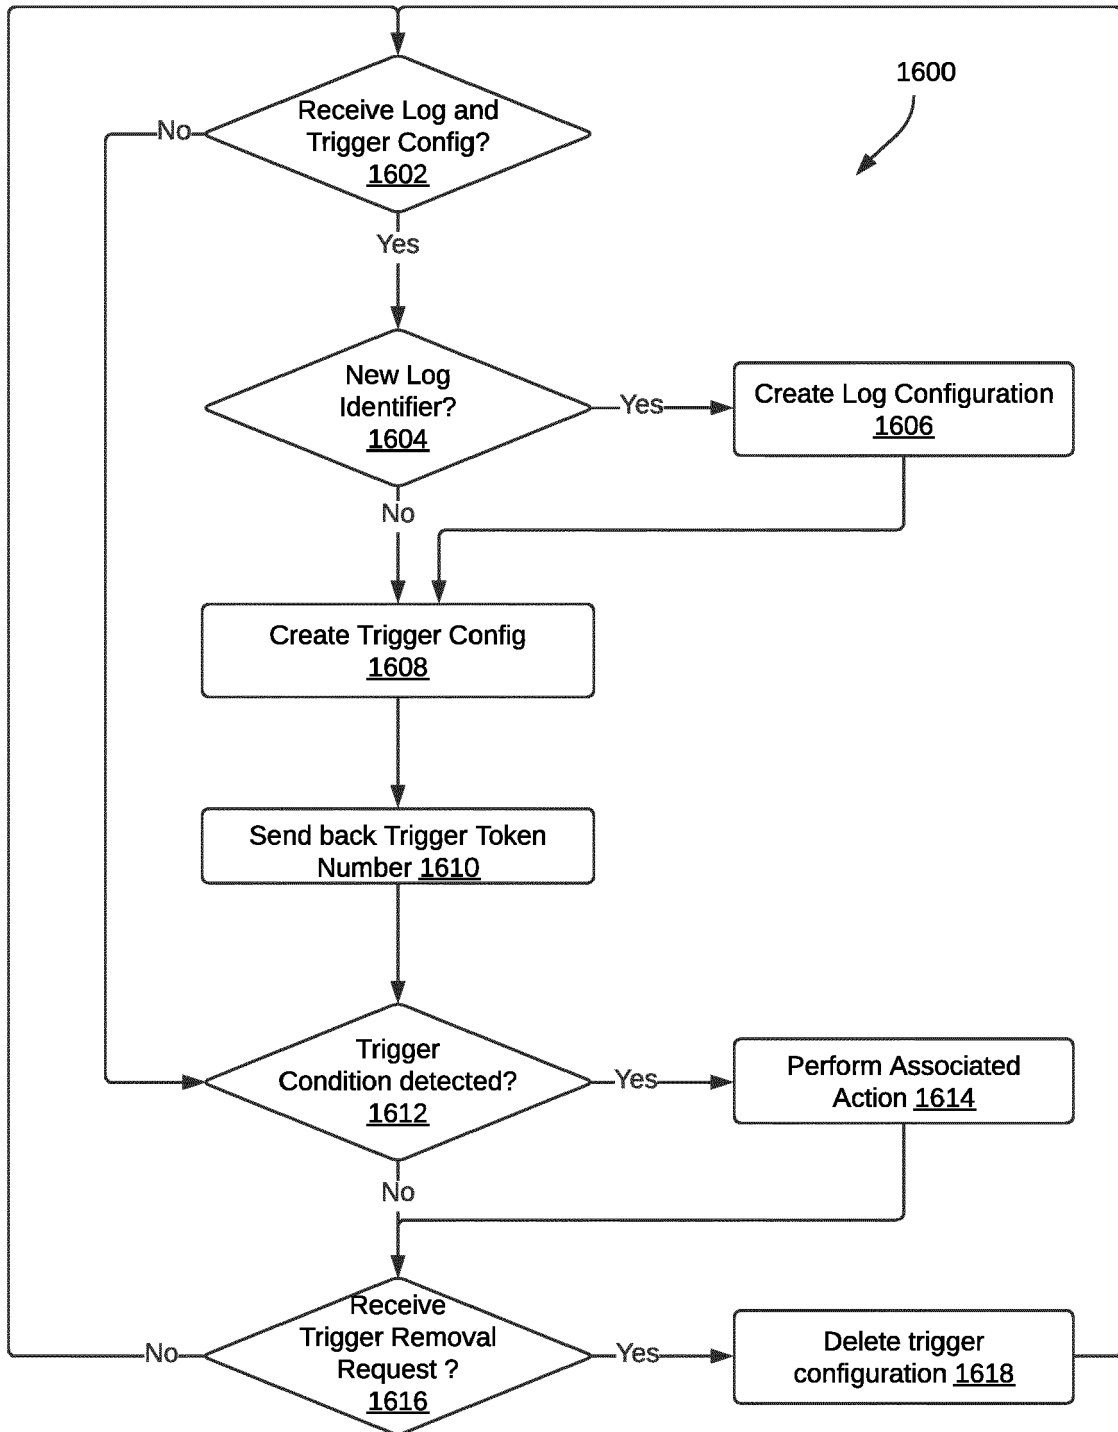 1600
Receive Log and
Trigger Config?
1602
No
Yes
New Log
Identifier?
1604
Yes
Create Log Configuration
1606
No
Create Trigger Config
1608
Send back Trigger Token
Number 1610
Trigger
Condition detected?
1612
Yes
Perform Associated
Action 1614
No
Receive
Trigger Removal
Request ?
1616
No
Yes
Delete trigger
configuration 1618